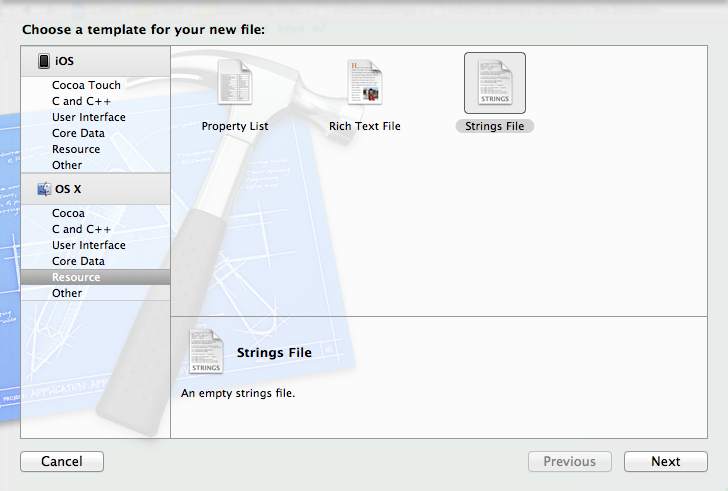 Choose a template for your new file:
iOS
Cocoa Touch
C and C++
User Interface
Core Data
Resource
Other
OS X
Cocoa
C and C++
User Interface
Core Data
Resource
Other
Property List
Rich Text File
STRINGS
Strings File
STRINGS
Strings File
An empty strings file.
APPLICATION.APP
Cancel
Previous
Next